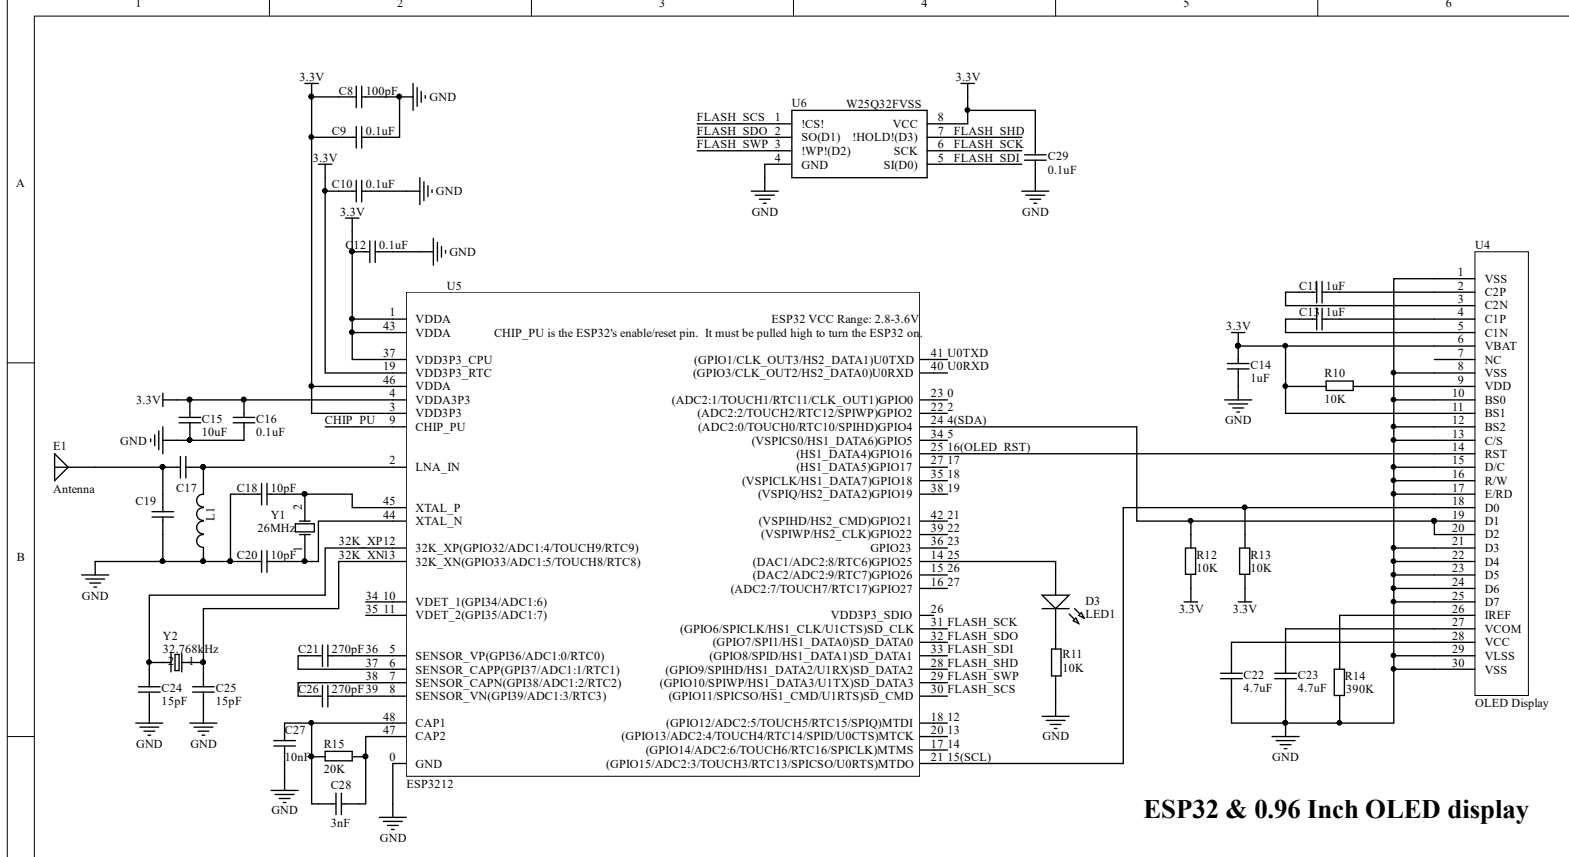 1 2 3 4 5 6
A
B
3.3V
C8 100pF GND
C9 0.1uF
3.3V
C10 0.1uF GND
3.3V
C12 0.1uF GND
3.3V
U6 W25Q32FVSS
FLASH_SCS 1 !CS! VCC 8
FLASH_SDO 2 SO(D1) !HOLD!(D3) 7 FLASH_SHD
FLASH_SWP 3 !WP!(D2) SCK 6 FLASH_SCK
4 GND SI(D0) 5 FLASH_SDI
C29
0.1uF
GND GND
U5
ESP32 VCC Range: 2.8-3.6V
CHIP_PU is the ESP32's enable/reset pin. It must be pulled high to turn the ESP32 on.
1 VDDA
43 VDDA
37 VDD3P3_CPU
19 VDD3P3_RTC
46 VDDA
4 VDDA3P3
3 VDD3P3
CHIP_PU 9 CHIP_PU
2 LNA_IN
45 XTAL_P
44 XTAL_N
32K_XP12 32K_XP(GPIO32/ADC1:4/TOUCH9/RTC9)
32K_XN13 32K_XN(GPIO33/ADC1:5/TOUCH8/RTC8)
34 10 VDET_1(GPI34/ADC1:6)
35 11 VDET_2(GPI35/ADC1:7)
36 5 SENSOR_VP(GPI36/ADC1:0/RTC0)
37 6 SENSOR_CAPP(GPI37/ADC1:1/RTC1)
38 7 SENSOR_CAPN(GPI38/ADC1:2/RTC2)
39 8 SENSOR_VN(GPI39/ADC1:3/RTC3)
48 CAP1
47 CAP2
0 GND
ESP3212
(GPIO1/CLK_OUT3/HS2_DATA1)U0TXD 41 U0TXD
(GPIO3/CLK_OUT2/HS2_DATA0)U0RXD 40 U0RXD
(ADC2:1/TOUCH1/RTC11/CLK_OUT1)GPIO0 23 0
(ADC2:2/TOUCH2/RTC12/SPIWP)GPIO2 22 2
(ADC2:0/TOUCH0/RTC10/SPIHD)GPIO4 24 4(SDA)
(VSPICS0/HS1_DATA6)GPIO5 34 5
(HS1_DATA4)GPIO16 25 16(OLED_RST)
(HS1_DATA5)GPIO17 27 17
(VSPICLK/HS1_DATA7)GPIO18 35 18
(VSPIQ/HS2_DATA2)GPIO19 38 19
(VSPIHD/HS2_CMD)GPIO21 42 21
(VSPIWP/HS2_CLK)GPIO22 39 22
GPIO23 36 23
(DAC1/ADC2:8/RTC6)GPIO25 14 25
(DAC2/ADC2:9/RTC7)GPIO26 15 26
(ADC2:7/TOUCH7/RTC17)GPIO27 16 27
VDD3P3_SDIO 26
(GPIO6/SPICLK/HS1_CLK/U1CTS)SD_CLK 31 FLASH_SCK
(GPIO7/SPI1/HS1_DATA0)SD_DATA0 32 FLASH_SDO
(GPIO8/SPID/HS1_DATA1)SD_DATA1 33 FLASH_SDI
(GPIO9/SPIHD/HS1_DATA2/U1RX)SD_DATA2 28 FLASH_SHD
(GPIO10/SPIWP/HS1_DATA3/U1TX)SD_DATA3 29 FLASH_SWP
(GPIO11/SPICSO/HS1_CMD/U1RTS)SD_CMD 30 FLASH_SCS
(GPIO12/ADC2:5/TOUCH5/RTC15/SPIQ)MTDI 18 12
(GPIO13/ADC2:4/TOUCH4/RTC14/SPID/U0CTS)MTCK 20 13
(GPIO14/ADC2:6/TOUCH6/RTC16/SPICLK)MTMS 17 14
(GPIO15/ADC2:3/TOUCH3/RTC13/SPICSO/U0RTS)MTDO 21 15(SCL)
3.3V
C15
10uF
C16
0.1uF
GND
E1
Antenna
C17
C19
L1
C18 10pF
2
Y1
26MHz
1
C20 10pF
GND
Y2
32.768kHz
2 1
C24
15pF
C25
15pF
GND GND
C21 270pF
C26 270pF
C27
10nF
R15
20K
C28
3nF
GND GND
D3
LED1
R11
10K
GND
R12
10K
R13
10K
3.3V 3.3V
3.3V
C14
1uF
GND
C11 1uF
C13 1uF
R10
10K
U4
1 VSS
2 C2P
3 C2N
4 C1P
5 C1N
6 VBAT
7 NC
8 VSS
9 VDD
10 BS0
11 BS1
12 BS2
13 C/S
14 RST
15 D/C
16 R/W
17 E/RD
18 D0
19 D1
20 D2
21 D3
22 D4
23 D5
24 D6
25 D7
26 IREF
27 VCOM
28 VCC
29 VLSS
30 VSS
OLED Display
C22
4.7uF
C23
4.7uF
R14
390K
GND
ESP32 & 0.96 Inch OLED display